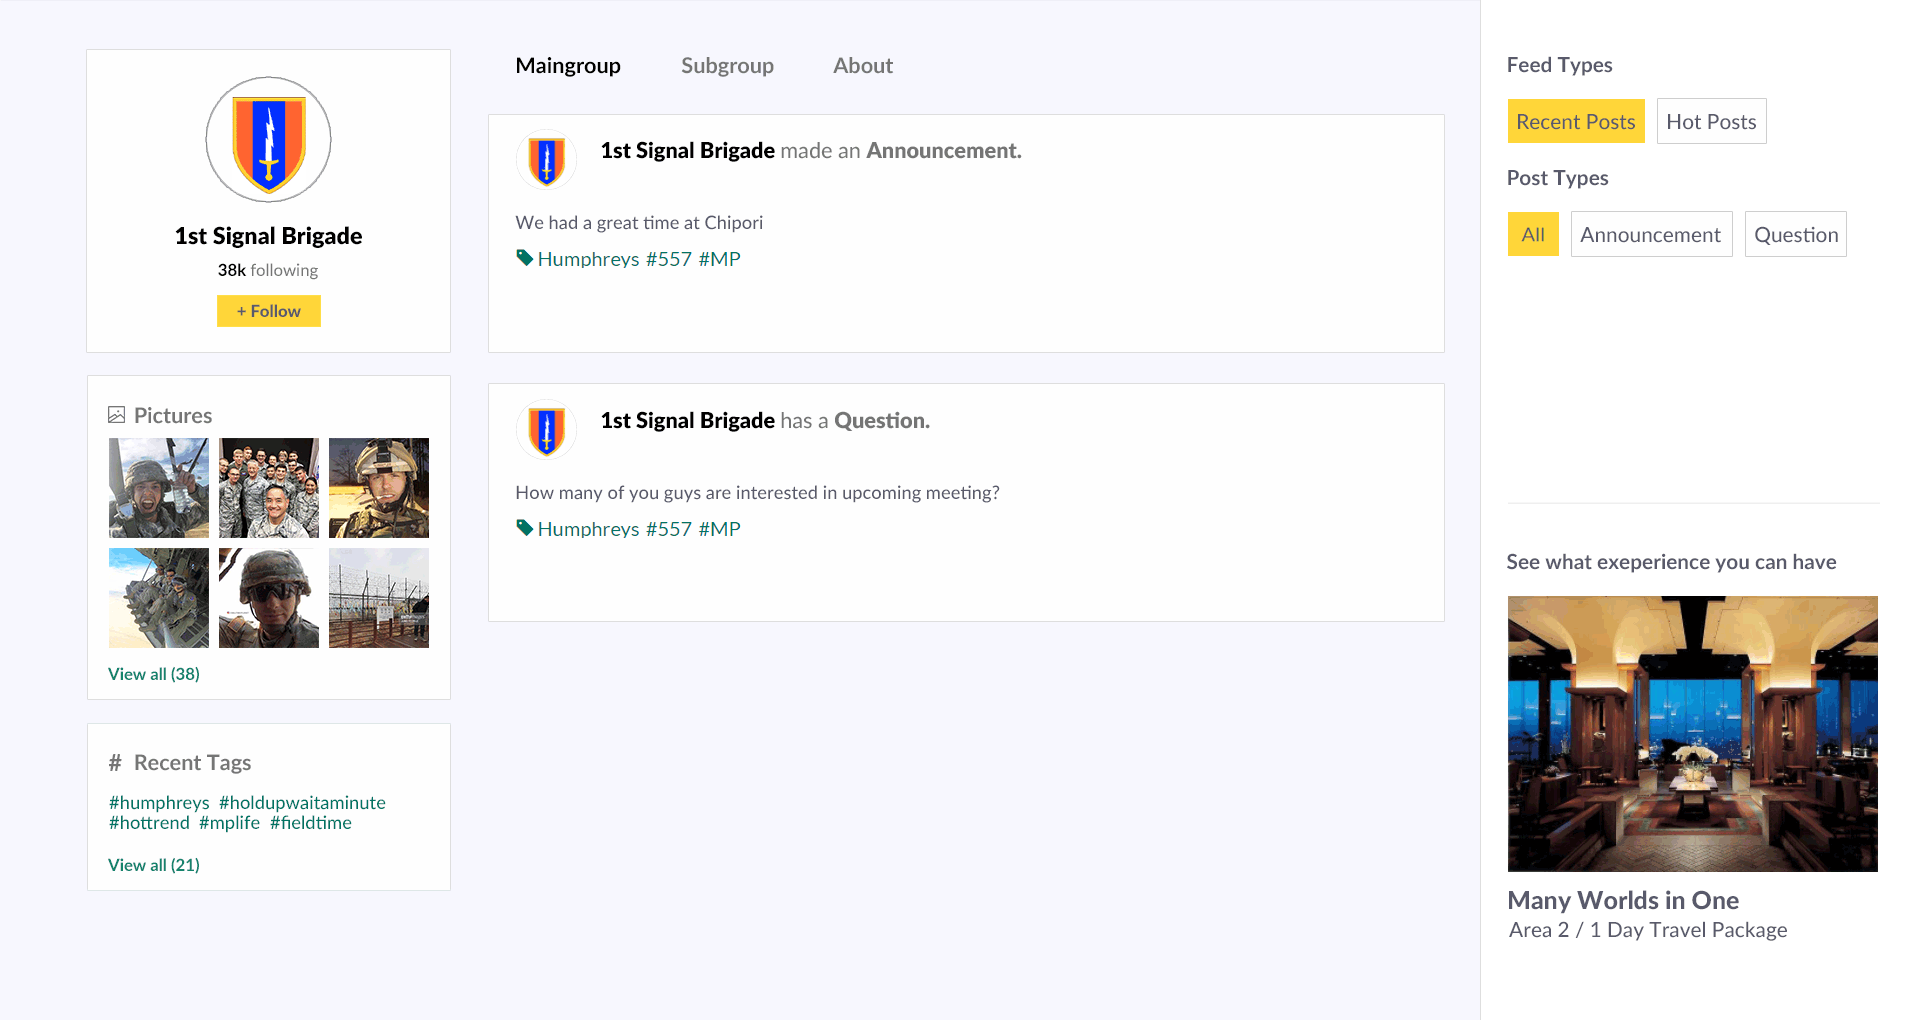 1st Signal Brigade
38k following
+ Follow
Pictures
View all (38)
# Recent Tags
#humphreys #holdupwaitaminute
#hottrend #mplife #fieldtime
View all (21)
Maingroup Subgroup About
1st Signal Brigade made an Announcement.
We had a great time at Chipori
Humphreys #557 #MP
1st Signal Brigade has a Question.
How many of you guys are interested in upcoming meeting?
Humphreys #557 #MP
Feed Types
Recent Posts Hot Posts
Post Types
All Announcement Question
See what exeperience you can have
Many Worlds in One
Area 2 / 1 Day Travel Package